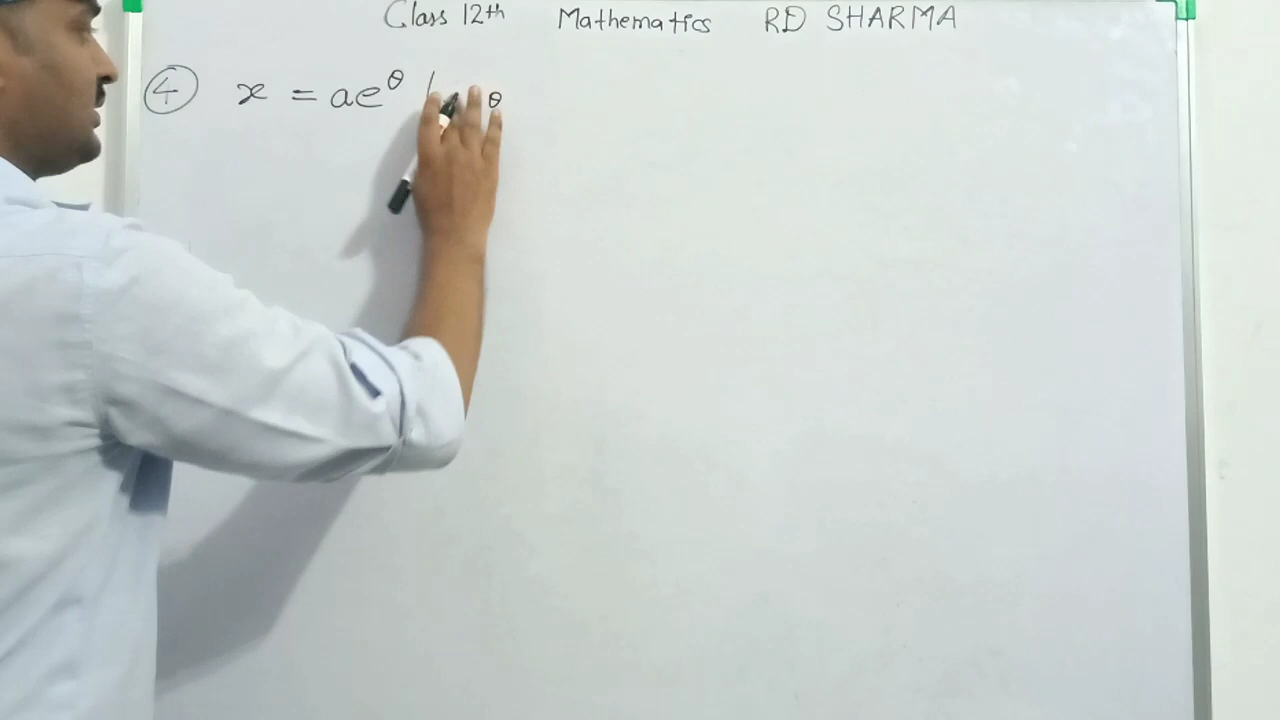 Class 12th Mathematics RD SHARMA
④ x = ae^θ ( θ